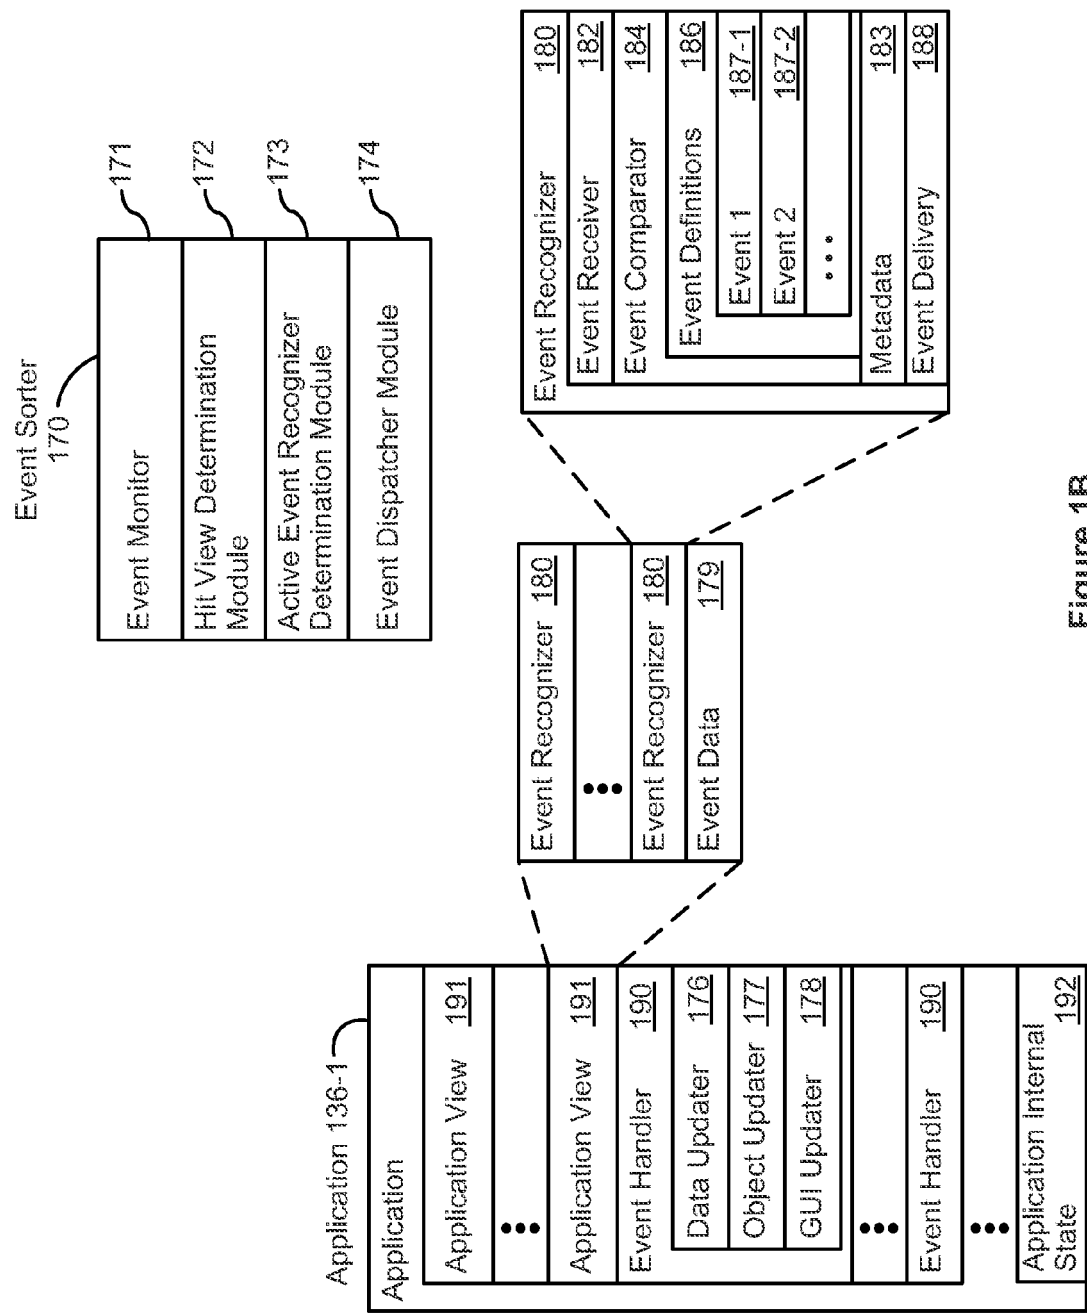 Event Sorter
170
Event Monitor
171
Hit View Determination
Module
172
Active Event Recognizer
Determination Module
173
Event Dispatcher Module
174
Application 136-1
Application
Application View 191
•••
Application View 191
Event Handler 190
Data Updater 176
Object Updater 177
GUI Updater 178
•••
Event Handler 190
•••
Application Internal
State 192
Event Recognizer 180
•••
Event Recognizer 180
Event Data 179
Event Recognizer 180
Event Receiver 182
Event Comparator 184
Event Definitions 186
Event 1 187-1
Event 2 187-2
•••
Metadata 183
Event Delivery 188
Figure 1B